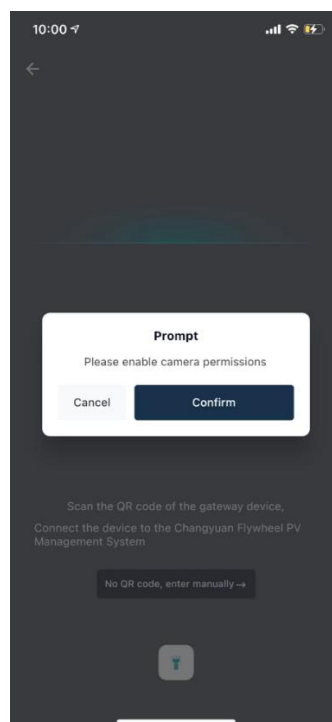 10:00
Prompt
Please enable camera permissions
Cancel
Confirm
Scan the QR code of the gateway device,
Connect the device to the Changyuan Flywheel PV
Management System
No QR code, enter manually→